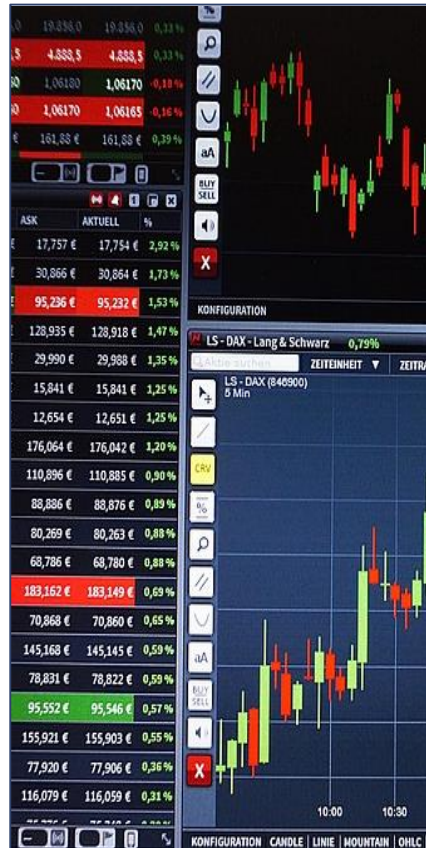 19.856,0 19.856,0 0,33%
4.888,5 4.888,5 0,33%
1,06180 1,06170 -0,18%
1,06170 1,06165 -0,16%
161,88 € 161,88 € 0,39%
ASK AKTUELL %
17,757 € 17,754 € 2,92%
30,866 € 30,864 € 1,73%
95,236 € 95,232 € 1,53%
128,935 € 128,918 € 1,47%
29,990 € 29,988 € 1,35%
15,841 € 15,841 € 1,25%
12,654 € 12,651 € 1,25%
176,064 € 176,042 € 1,20%
110,896 € 110,885 € 0,90%
88,886 € 88,876 € 0,89%
80,269 € 80,263 € 0,88%
68,786 € 68,780 € 0,88%
183,162 € 183,149 € 0,69%
70,868 € 70,860 € 0,65%
145,168 € 145,145 € 0,59%
78,831 € 78,822 € 0,59%
95,552 € 95,546 € 0,57%
155,921 € 155,903 € 0,55%
77,920 € 77,906 € 0,36%
116,079 € 116,059 € 0,31%
%
aA
BUY
SELL
X
KONFIGURATION
LS - DAX - Lang & Schwarz 0,79%
Aktie suchen ZEITEINHEIT ZEITRA
LS - DAX (846900)
5 Min
CRV
%
aA
BUY
SELL
X
10:00 10:30
KONFIGURATION CANDLE LINIE MOUNTAIN OHLC